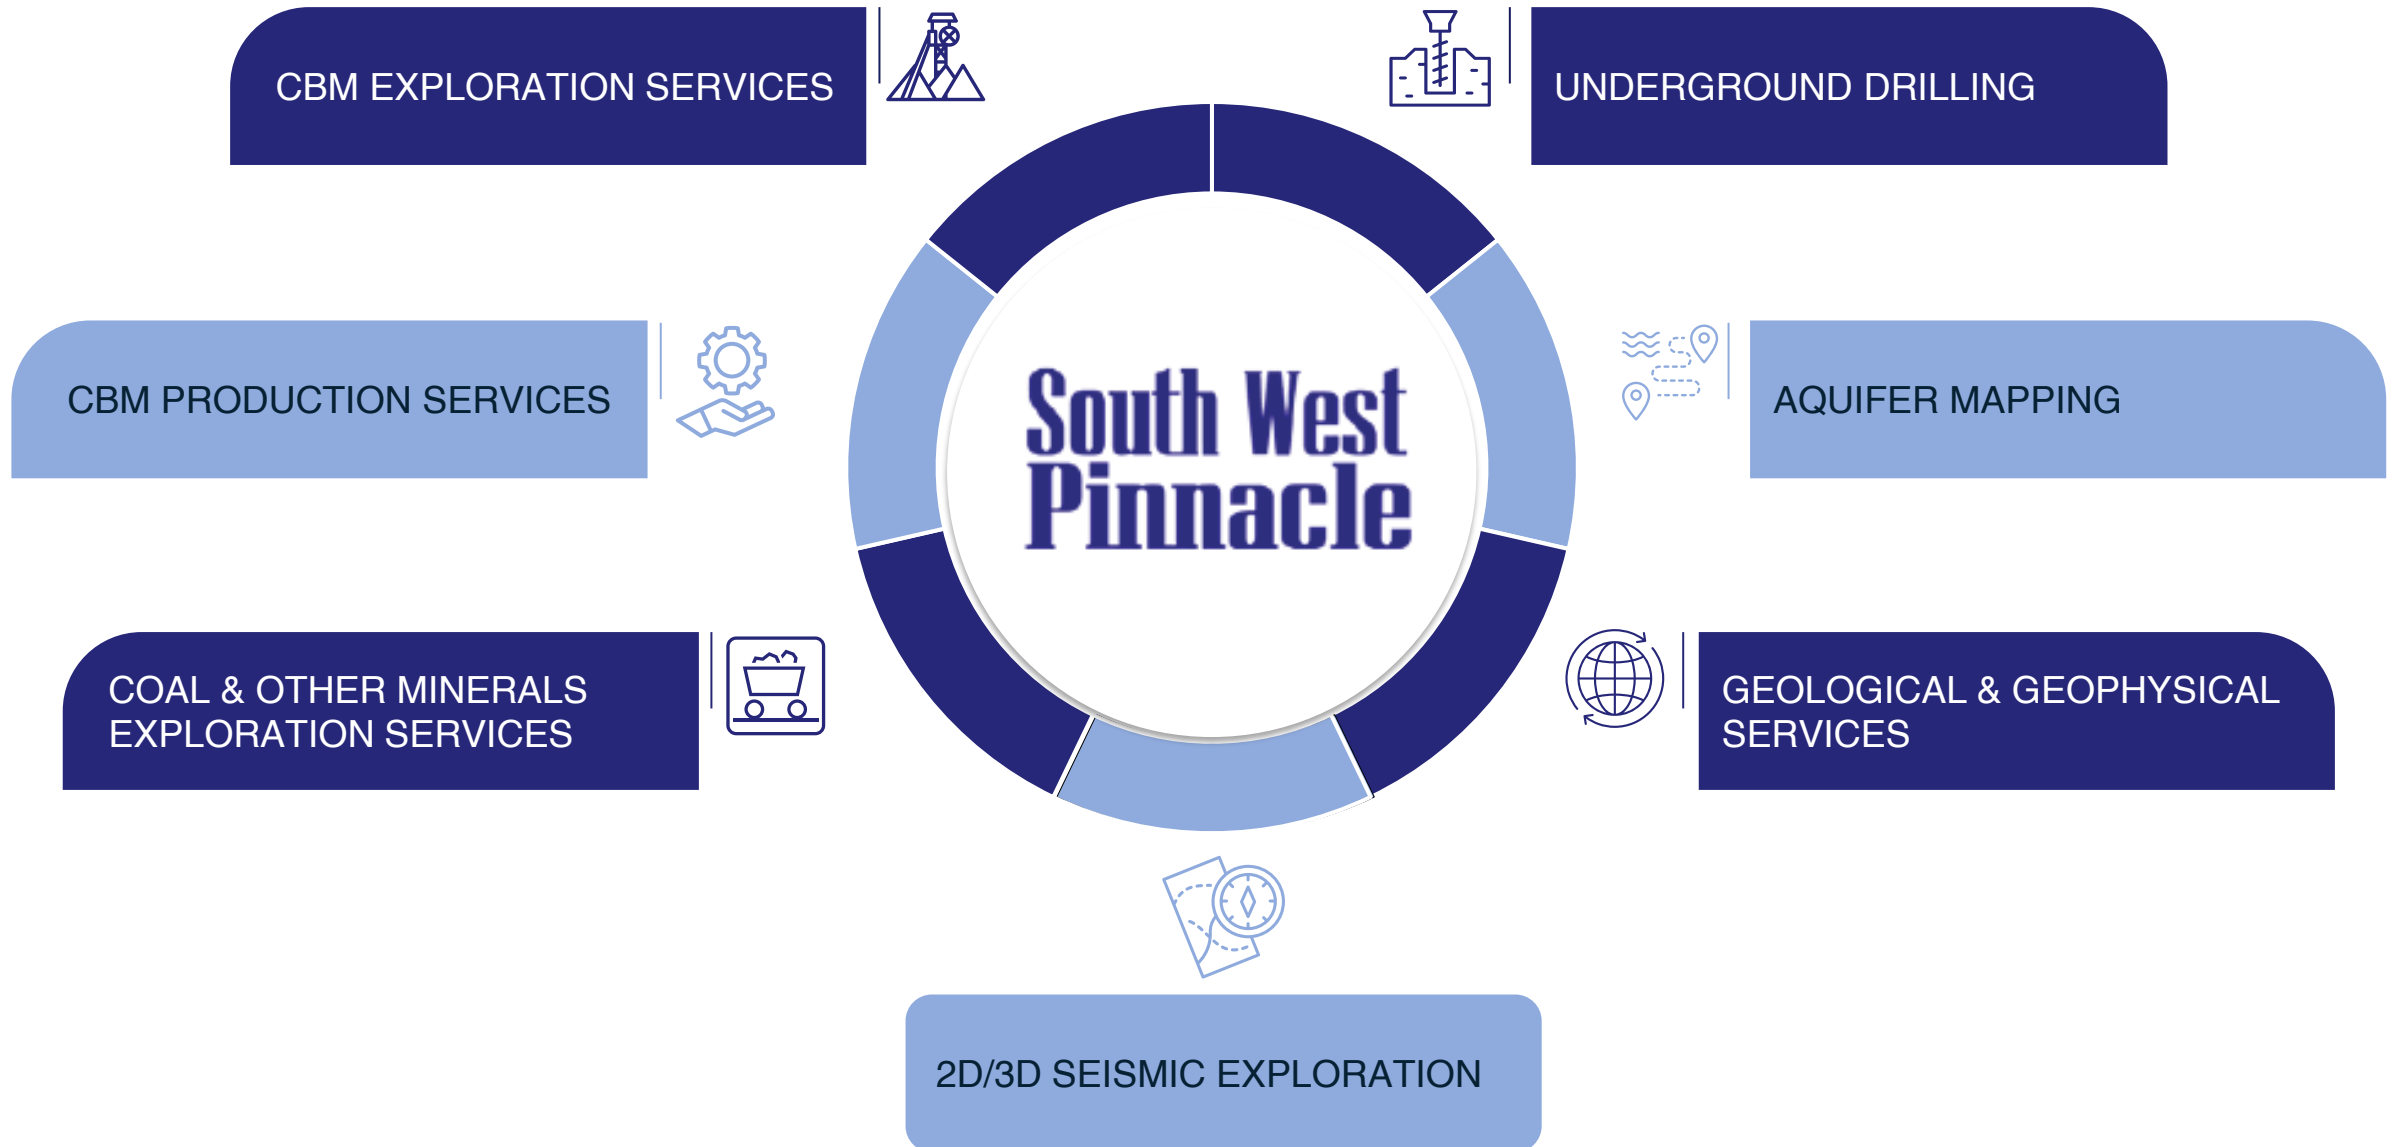 CBM EXPLORATION SERVICES
UNDERGROUND DRILLING
CBM PRODUCTION SERVICES
AQUIFER MAPPING
South West
Pinnacle
COAL & OTHER MINERALS
EXPLORATION SERVICES
GEOLOGICAL & GEOPHYSICAL
SERVICES
2D/3D SEISMIC EXPLORATION